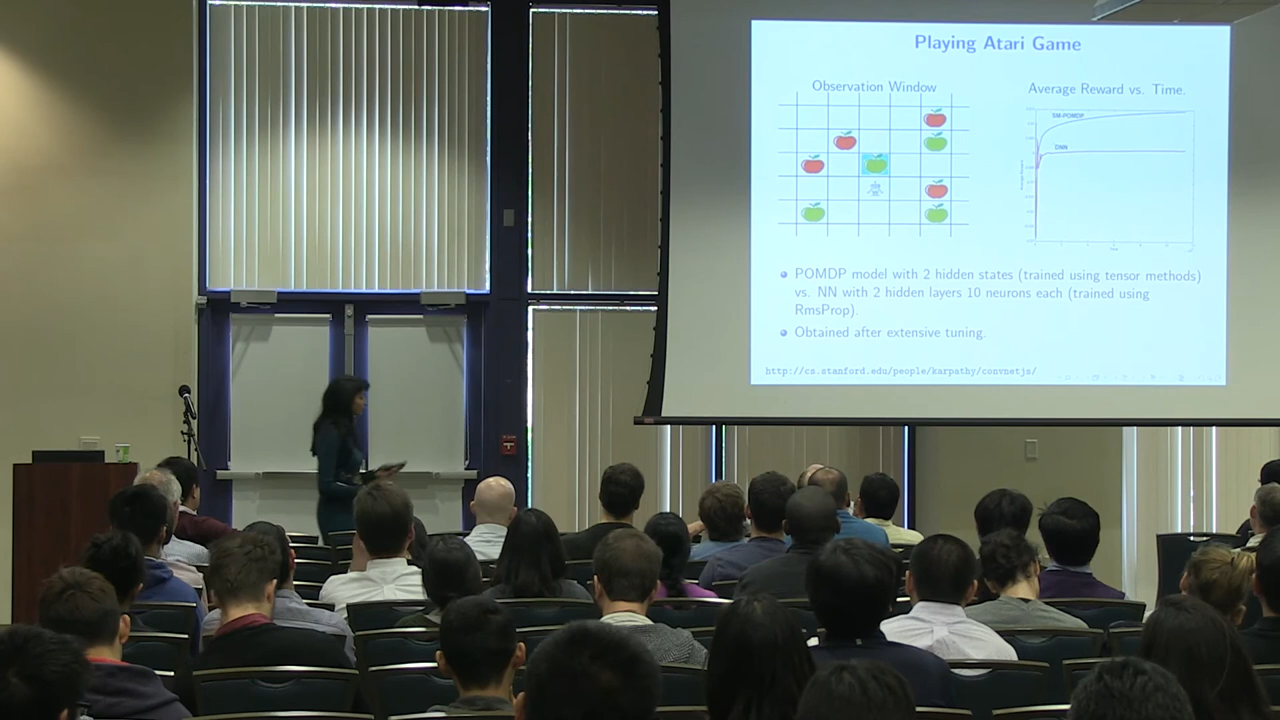 Playing Atari Game
Observation Window
Average Reward vs. Time.
SM-POMDP
DNN
POMDP model with 2 hidden states (trained using tensor methods)
vs. NN with 2 hidden layers 10 neurons each (trained using
RmsProp).
Obtained after extensive tuning.
http://cs.stanford.edu/people/karpathy/convnetjs/